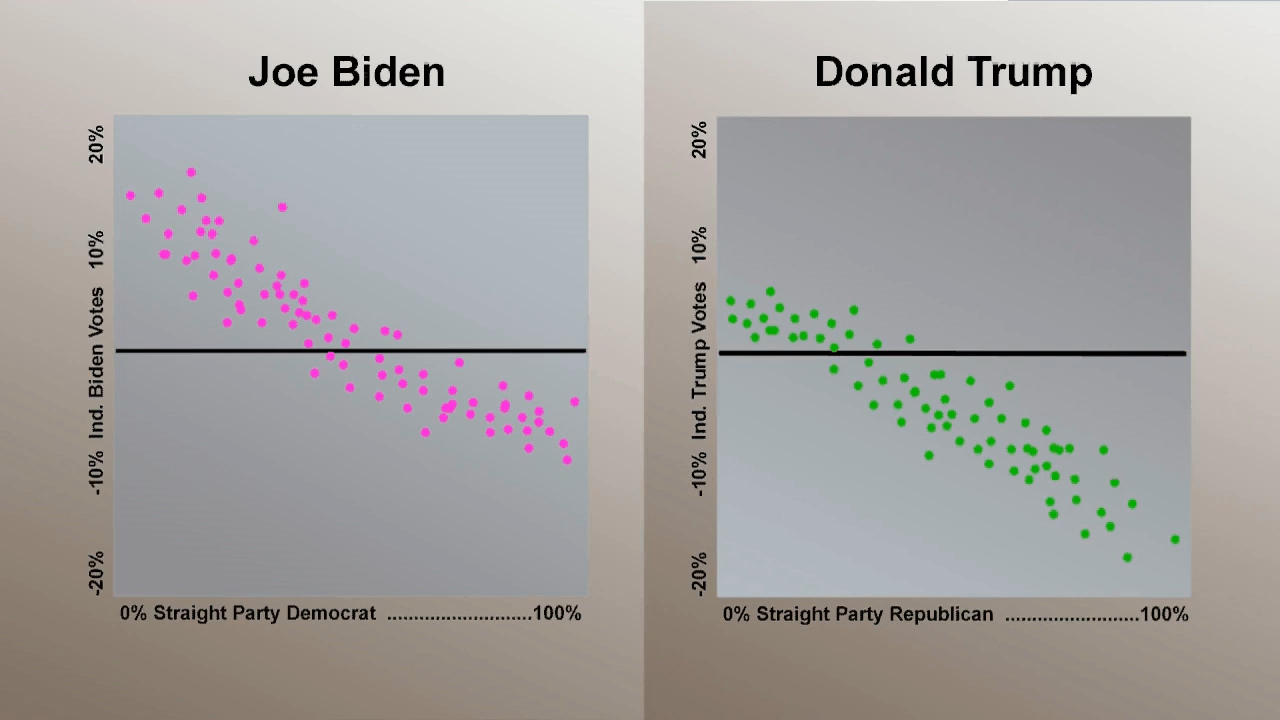 Joe Biden
20%
10%
Ind. Biden Votes
-10%
-20%
0% Straight Party Democrat ...........................100%
Donald Trump
20%
10%
Ind. Trump Votes
-10%
-20%
0% Straight Party Republican .........................100%